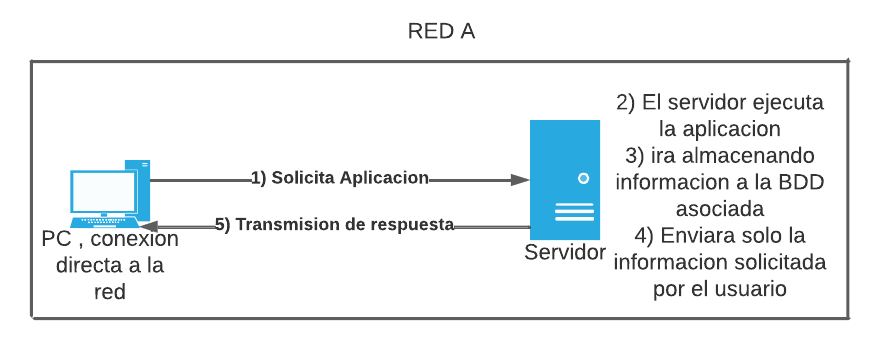 RED A
1) Solicita Aplicacion
5) Transmision de respuesta
PC , conexion
directa a la
red
Servidor
2) El servidor ejecuta
la aplicacion
3) ira almacenando
informacion a la BDD
asociada
4) Enviara solo la
informacion solicitada
por el usuario